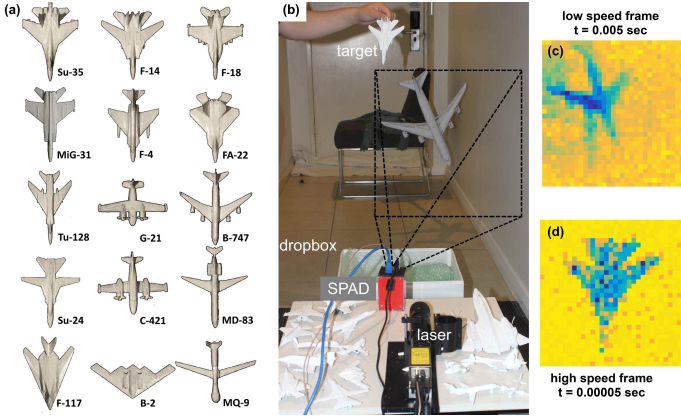 (a)
Su-35
F-14
F-18
MiG-31
F-4
FA-22
Tu-128
G-21
B-747
Su-24
C-421
MD-83
F-117
B-2
MQ-9
(b)
target
dropbox
SPAD
laser
low speed frame
t = 0.005 sec
(c)
(d)
high speed frame
t = 0.00005 sec